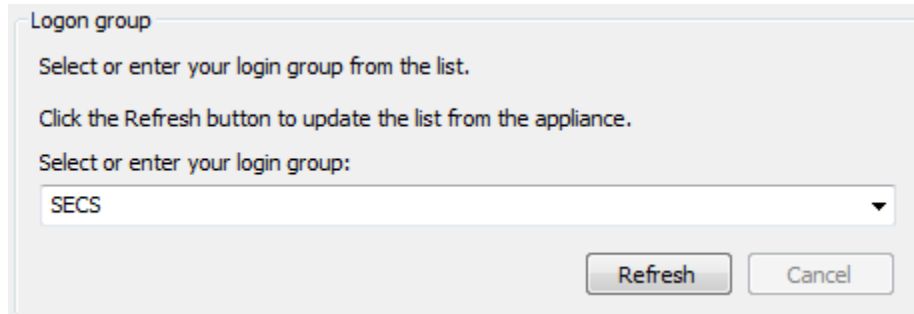 Logon group
Select or enter your login group from the list.
Click the Refresh button to update the list from the appliance.
Select or enter your login group:
SECS
Refresh Cancel